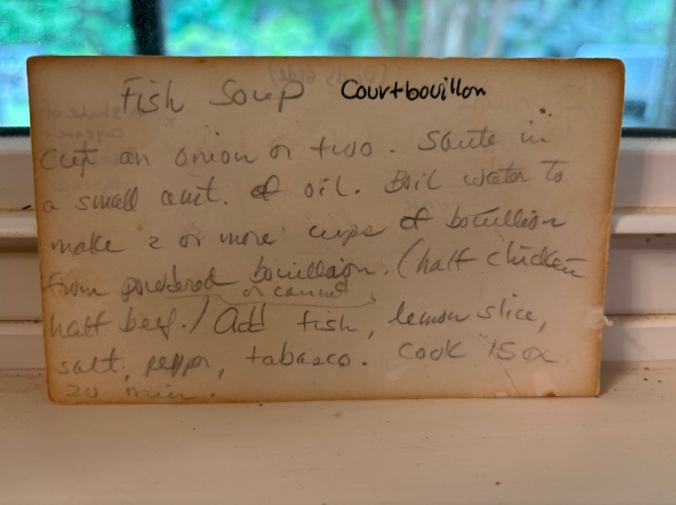 Fish Soup Courtbouillon
Cut an onion or two. Saute in
a small amt. of oil. Boil water to
make 2 or more cups of bouillion
from powdered bouillion. (half chicken
or canned
half beef.) Add fish, lemon slice,
salt, pepper, tabasco. Cook 15 or
20 min.